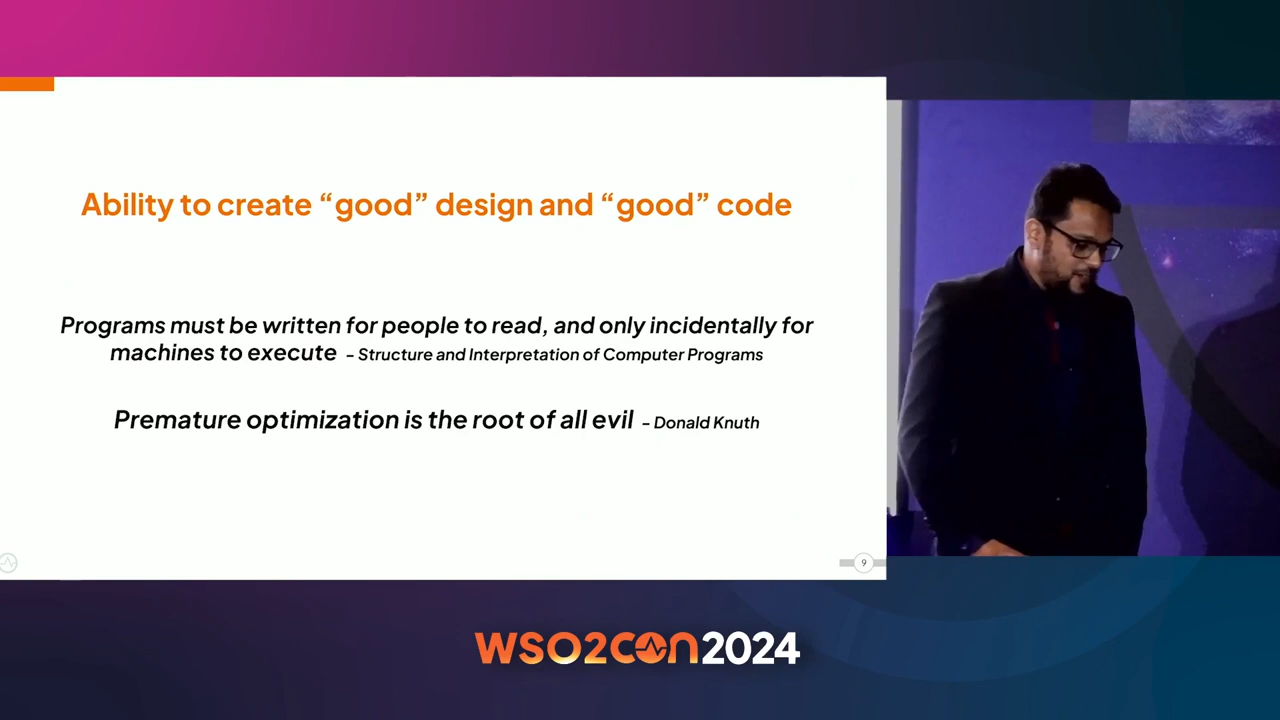 Ability to create “good” design and “good” code
Programs must be written for people to read, and only incidentally for
machines to execute – Structure and Interpretation of Computer Programs
Premature optimization is the root of all evil – Donald Knuth
9
WSO2CON2024